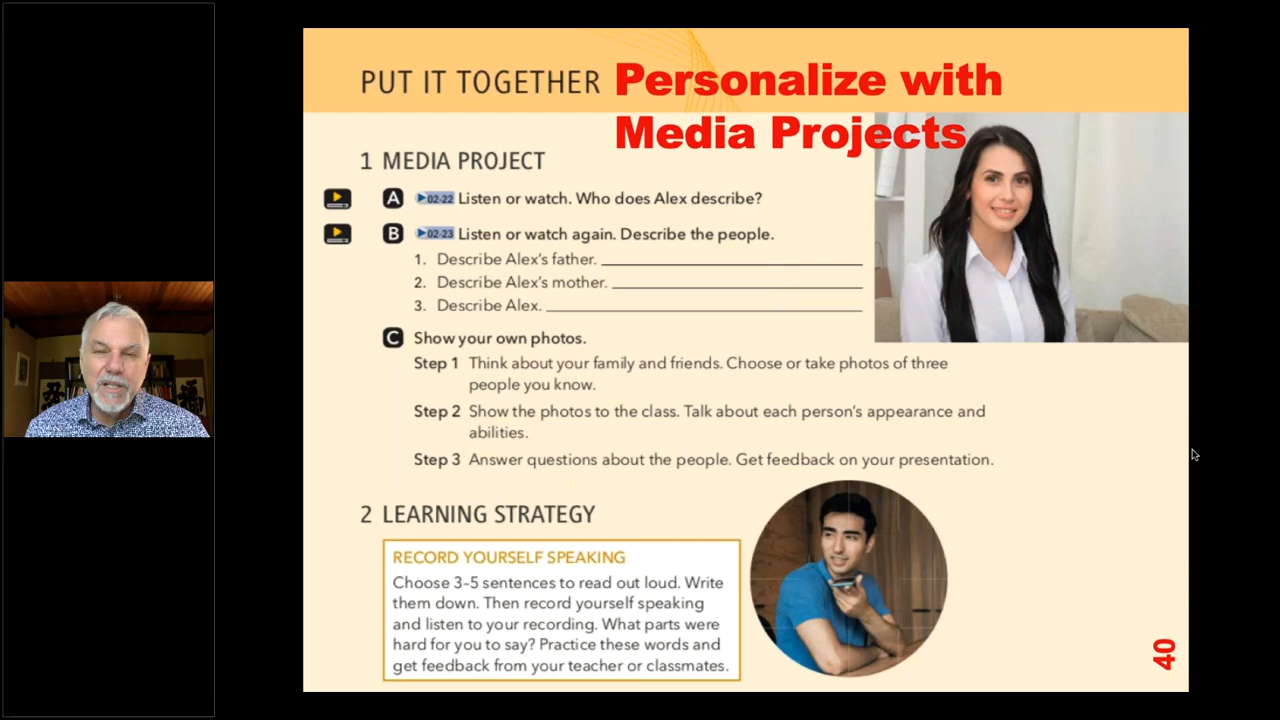 PUT IT TOGETHER Personalize with
Media Projects
1 MEDIA PROJECT
A ▶02-22 Listen or watch. Who does Alex describe?
B ▶02-23 Listen or watch again. Describe the people.
1. Describe Alex's father.
2. Describe Alex's mother.
3. Describe Alex.
C Show your own photos.
Step 1 Think about your family and friends. Choose or take photos of three
people you know.
Step 2 Show the photos to the class. Talk about each person's appearance and
abilities.
Step 3 Answer questions about the people. Get feedback on your presentation.
2 LEARNING STRATEGY
RECORD YOURSELF SPEAKING
Choose 3–5 sentences to read out loud. Write
them down. Then record yourself speaking
and listen to your recording. What parts were
hard for you to say? Practice these words and
get feedback from your teacher or classmates.
40
福